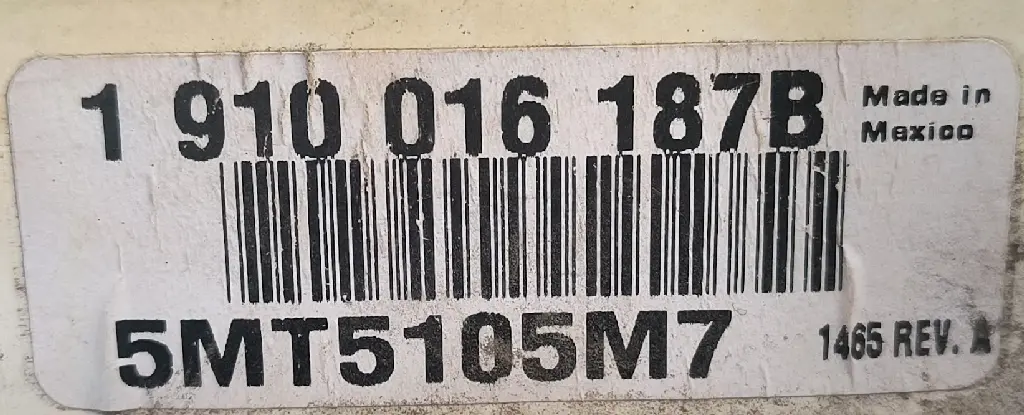 1 910 016 187B
Made in
Mexico
5MT5105M7
1465 REV. A